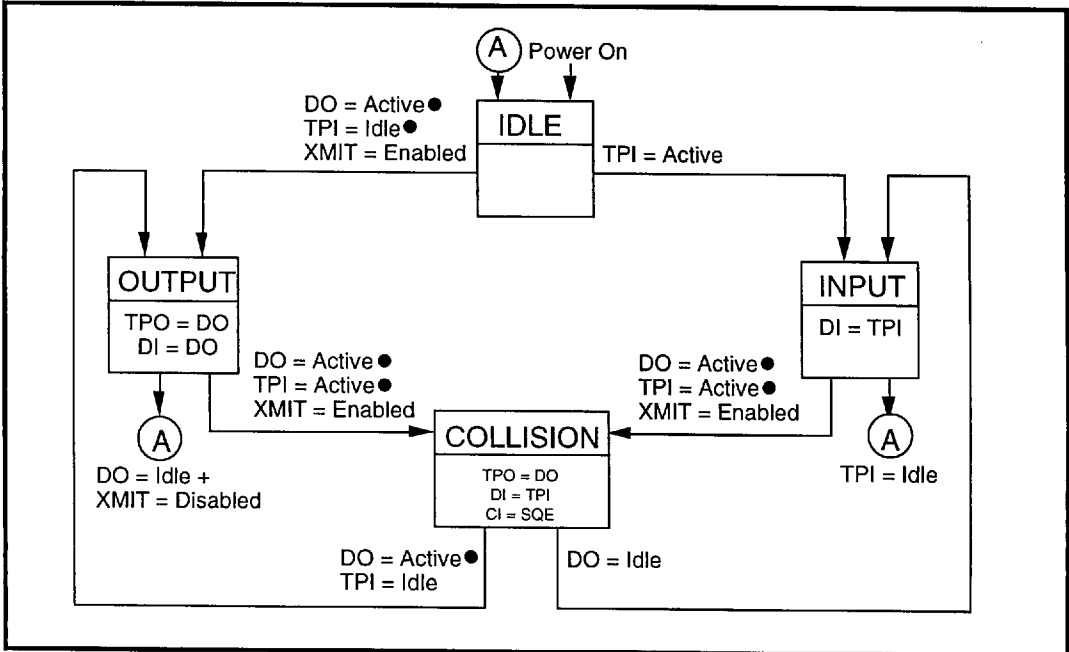 A Power On
DO = Active●
TPI = Idle●
XMIT = Enabled
IDLE
TPI = Active
OUTPUT
TPO = DO
DI = DO
INPUT
DI = TPI
DO = Active●
TPI = Active●
XMIT = Enabled
DO = Active●
TPI = Active●
XMIT = Enabled
A
DO = Idle +
XMIT = Disabled
COLLISION
TPO = DO
DI = TPI
CI = SQE
A
TPI = Idle
DO = Active●
TPI = Idle
DO = Idle